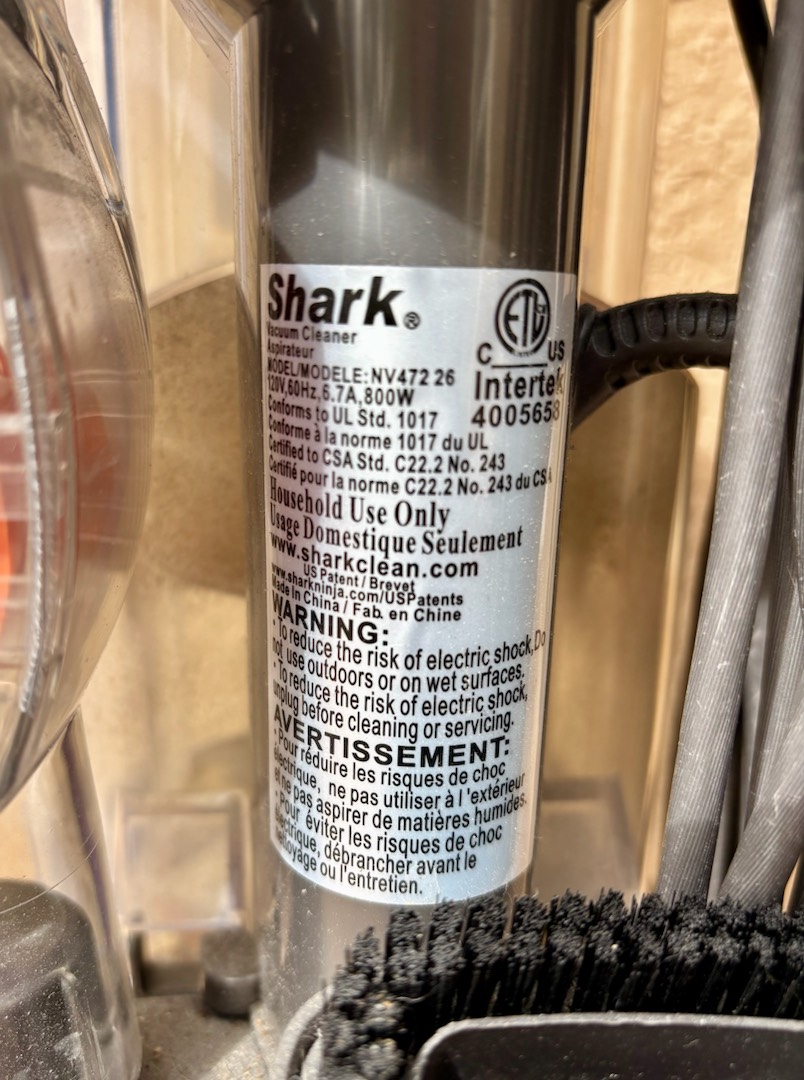 Shark®
Vacuum Cleaner
Aspirateur
MODEL/MODELE: NV472 26
120V,60Hz,6.7A,800W
Conforms to UL Std. 1017
Conforme à la norme 1017 du UL
Certified to CSA Std. C22.2 No. 243
Certifié pour la norme C22.2 No. 243 du CSA
ETL
C US
Intertek
4005658
Household Use Only
Usage Domestique Seulement
www.sharkclean.com
US Patent / Brevet
www.sharkninja.com/USPatents
Made In China / Fab. en Chine
WARNING:
· To reduce the risk of electric shock,Do
not use outdoors or on wet surfaces.
· To reduce the risk of electric shock,
unplug before cleaning or servicing.
AVERTISSEMENT:
· Pour réduire les risques de choc
électrique, ne pas utiliser à l'extérieur
et ne pas aspirer de matières humides.
· Pour éviter les risques de choc
électrique, débrancher avant le
nettoyage ou l'entretien.